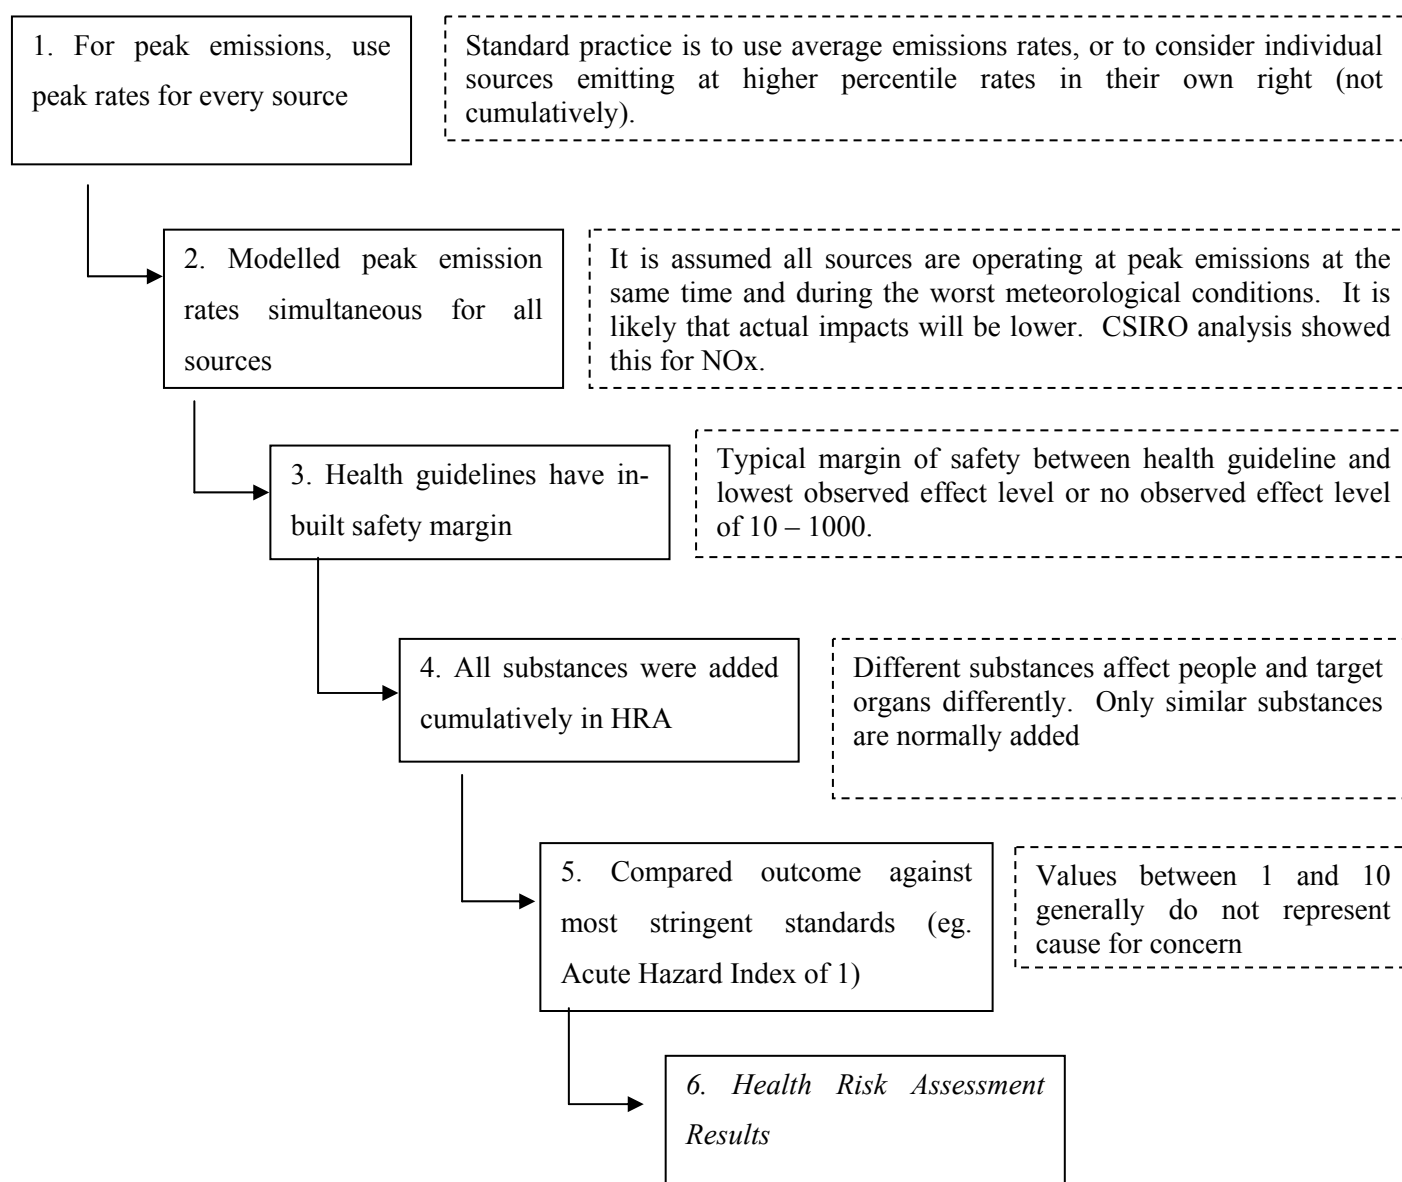 1. For peak emissions, use
peak rates for every source
Standard practice is to use average emissions rates, or to consider individual
sources emitting at higher percentile rates in their own right (not
cumulatively).
2. Modelled peak emission
rates simultaneous for all
sources
It is assumed all sources are operating at peak emissions at the
same time and during the worst meteorological conditions. It is
likely that actual impacts will be lower. CSIRO analysis showed
this for NOx.
3. Health guidelines have in-
built safety margin
Typical margin of safety between health guideline and
lowest observed effect level or no observed effect level
of 10 – 1000.
4. All substances were added
cumulatively in HRA
Different substances affect people and target
organs differently. Only similar substances
are normally added
5. Compared outcome against
most stringent standards (eg.
Acute Hazard Index of 1)
Values between 1 and 10
generally do not represent
cause for concern
6. Health Risk Assessment
Results